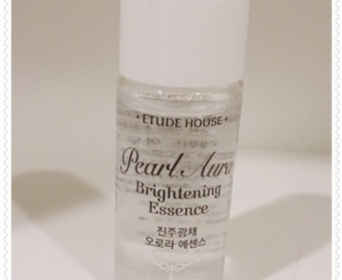 • ETUDE HOUSE •
Pearl Aura
Brightening
Essence
진주광채
오로라 에센스